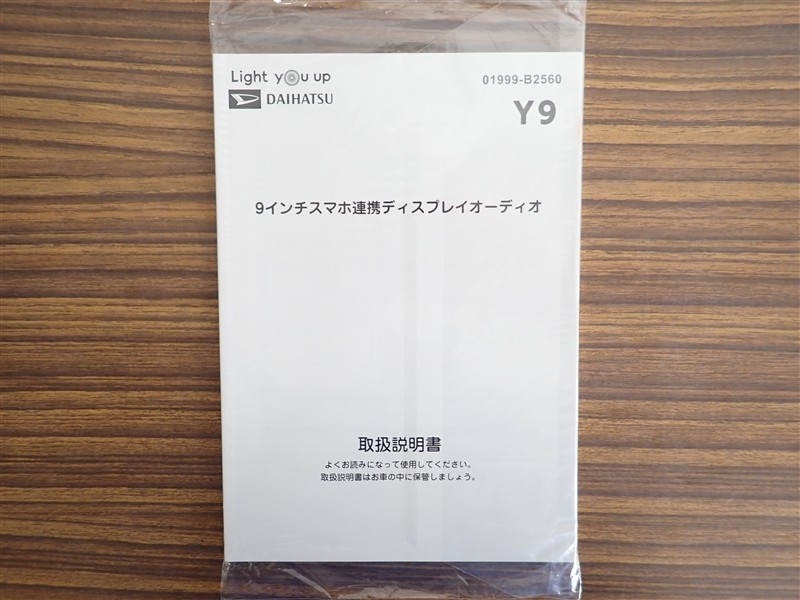 Light you up
DAIHATSU
01999-B2560
Y9
9インチスマホ連携ディスプレイオーディオ
取扱説明書
よくお読みになって使用してください。
取扱説明書はお車の中に保管しましょう。